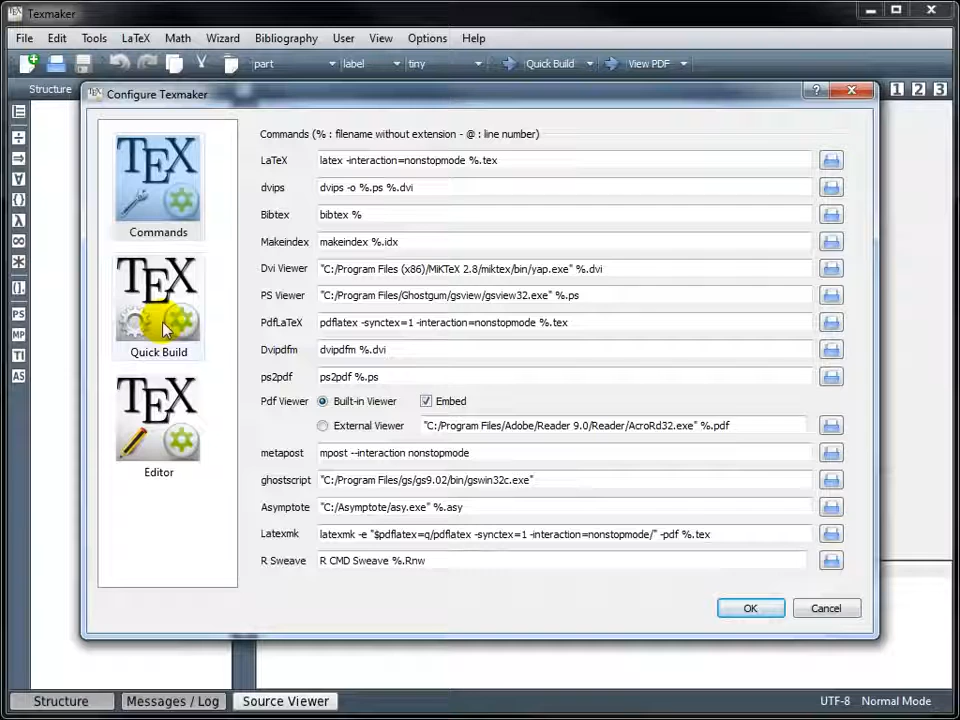 Texmaker
File Edit Tools LaTeX Math Wizard Bibliography User View Options Help
part label tiny Quick Build View PDF
Structure 1 2 3
Configure Texmaker
TEX
Commands
TEX
Quick Build
TEX
Editor
Commands (% : filename without extension - @ : line number)
LaTeX latex -interaction=nonstopmode %.tex
dvips dvips -o %.ps %.dvi
Bibtex bibtex %
Makeindex makeindex %.idx
Dvi Viewer "C:/Program Files (x86)/MiKTeX 2.8/miktex/bin/yap.exe" %.dvi
PS Viewer "C:/Program Files/Ghostgum/gsview/gsview32.exe" %.ps
PdfLaTeX pdflatex -synctex=1 -interaction=nonstopmode %.tex
Dvipdfm dvipdfm %.dvi
ps2pdf ps2pdf %.ps
Pdf Viewer Built-in Viewer Embed
External Viewer "C:/Program Files/Adobe/Reader 9.0/Reader/AcroRd32.exe" %.pdf
metapost mpost --interaction nonstopmode
ghostscript "C:/Program Files/gs/gs9.02/bin/gswin32c.exe"
Asymptote "C:/Asymptote/asy.exe" %.asy
Latexmk latexmk -e "$pdflatex=q/pdflatex -synctex=1 -interaction=nonstopmode/" -pdf %.tex
R Sweave R CMD Sweave %.Rnw
OK Cancel
PS
MP
TI
AS
Structure Messages / Log Source Viewer UTF-8 Normal Mode